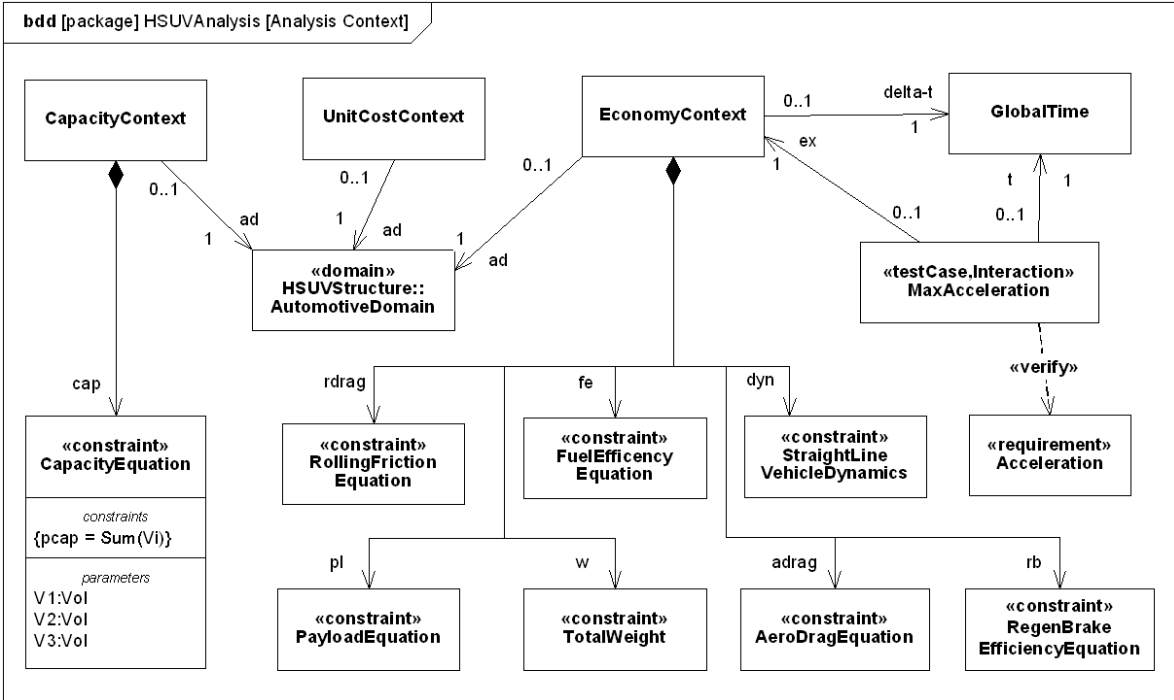 bdd [package] HSUVAnalysis [Analysis Context]
CapacityContext
UnitCostContext
EconomyContext
GlobalTime
0..1
delta-t
1
ex
1
0..1
ad
1
0..1
1
ad
0..1
1
ad
t
1
0..1
0..1
«domain»
HSUVStructure::
AutomotiveDomain
«testCase,Interaction»
MaxAcceleration
«verify»
cap
rdrag
fe
dyn
«constraint»
CapacityEquation
constraints
{pcap = Sum(Vi)}
parameters
V1:Vol
V2:Vol
V3:Vol
«constraint»
RollingFriction
Equation
«constraint»
FuelEfficency
Equation
«constraint»
StraightLine
VehicleDynamics
«requirement»
Acceleration
pl
w
adrag
rb
«constraint»
PayloadEquation
«constraint»
TotalWeight
«constraint»
AeroDragEquation
«constraint»
RegenBrake
EfficiencyEquation